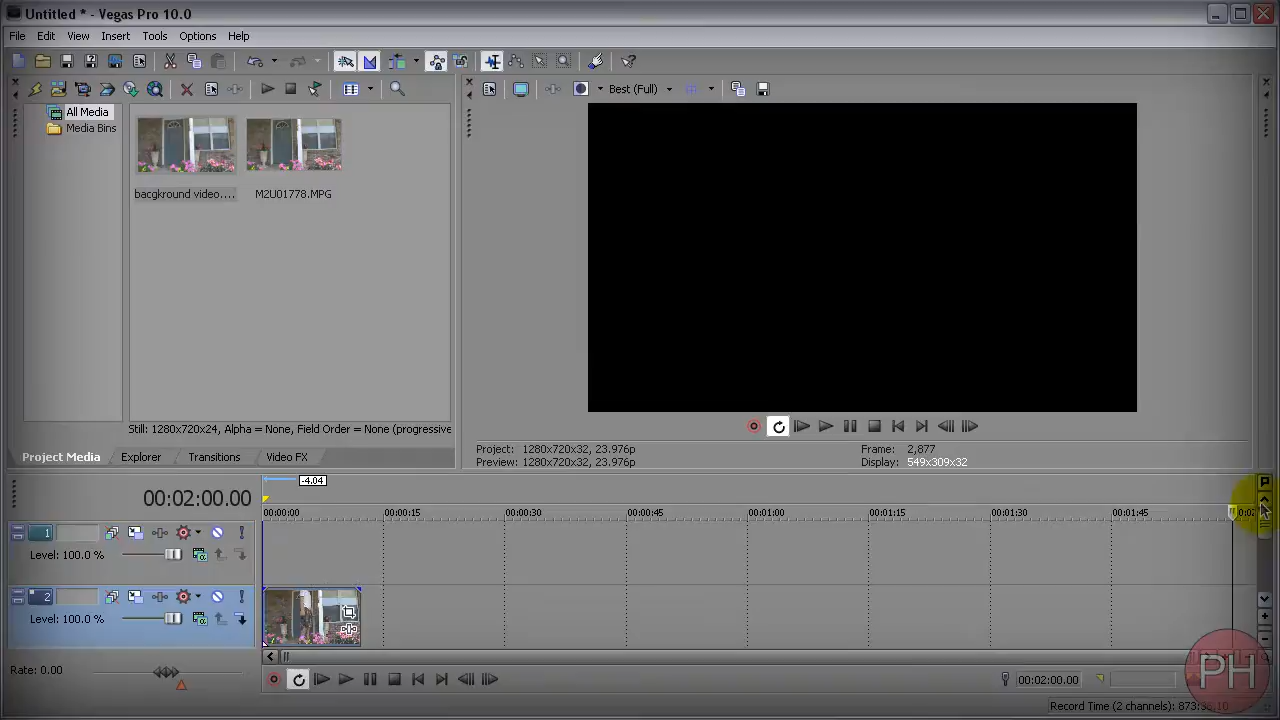 Untitled * - Vegas Pro 10.0
File Edit View Insert Tools Options Help
Best (Full)
All Media
Media Bins
bacgkround video....
M2U01778.MPG
Still: 1280x720x24, Alpha = None, Field Order = None (progressive
Project Media Explorer Transitions Video FX
Project: 1280x720x32, 23.976p
Preview: 1280x720x32, 23.976p
Frame: 2,877
Display: 549x309x32
-4.04
00:02:00.00
00:00:00 00:00:15 00:00:30 00:00:45 00:01:00 00:01:15 00:01:30 00:01:45
1
Level: 100.0 %
2
Level: 100.0 %
Rate: 0.00
00:02:00.00
PH
Record Time (2 channels):